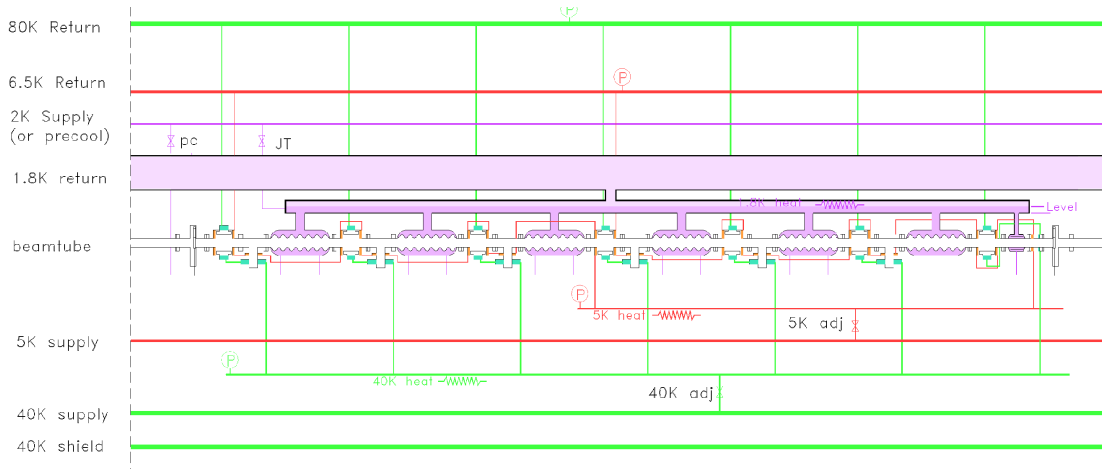 P
80K Return
6.5K Return
P
2K Supply
(or precool)
pc
JT
1.8K return
1.8K heat
Level
beamtube
P
5K heat
5K adj
5K supply
P
40K heat
40K adj
40K supply
40K shield